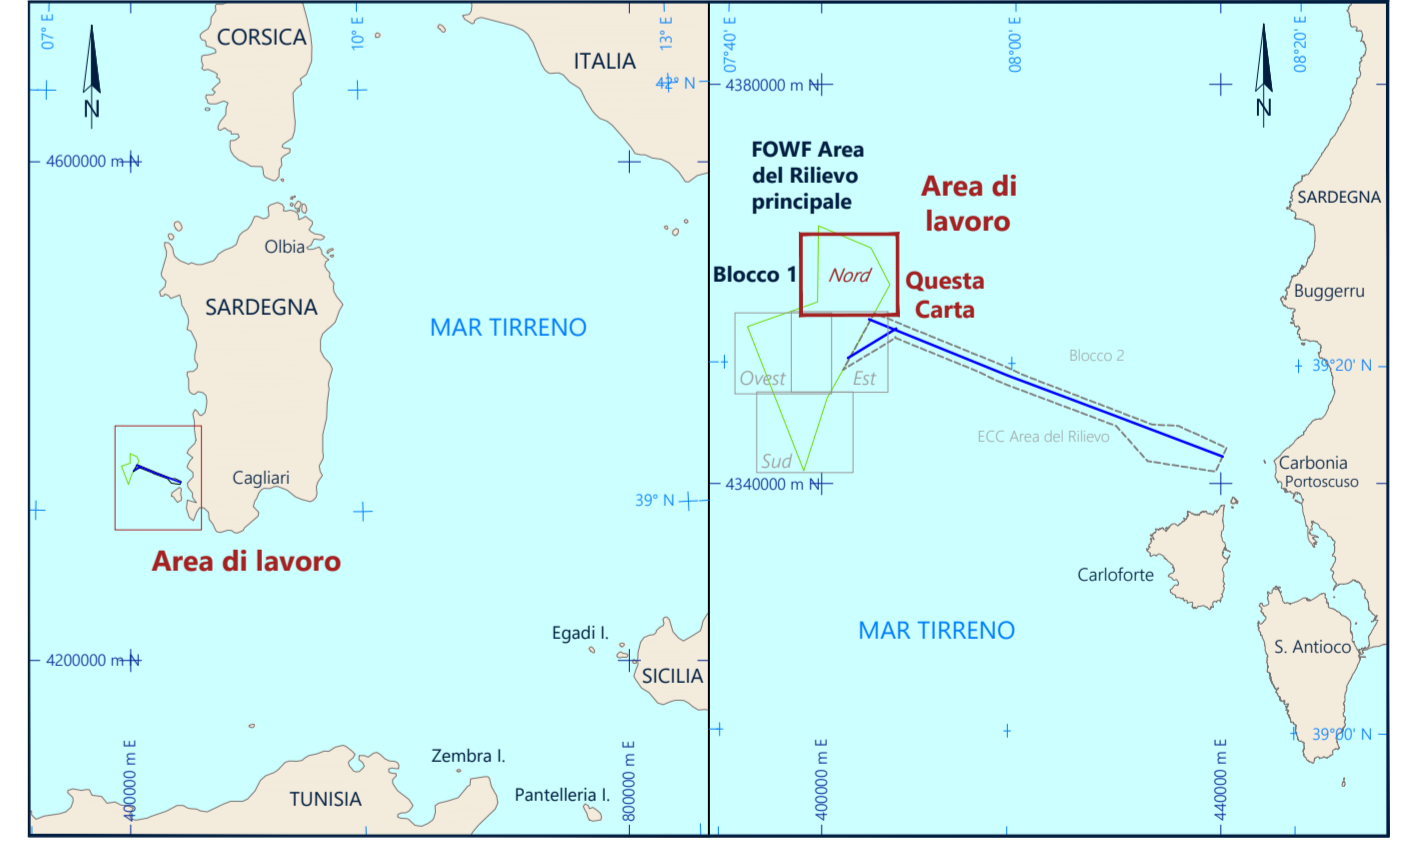 07° E
10° E
13° E
CORSICA
ITALIA
42° N
N
4600000 m N
Olbia
SARDEGNA
MAR TIRRENO
Cagliari
39° N
Area di lavoro
Egadi I.
4200000 m N
SICILIA
400000 m E
800000 m E
Zembra I.
TUNISIA
Pantelleria I.
07°40' E
08°00' E
08°20' E
4380000 m N
N
FOWF Area
del Rilievo
principale
Area di
lavoro
SARDEGNA
Blocco 1
Nord
Questa
Carta
Buggerru
Blocco 2
39°20' N
Ovest
Est
ECC Area del Rilievo
Sud
Carbonia
Portoscuso
4340000 m N
Carloforte
MAR TIRRENO
S. Antioco
39°00' N
400000 m E
440000 m E